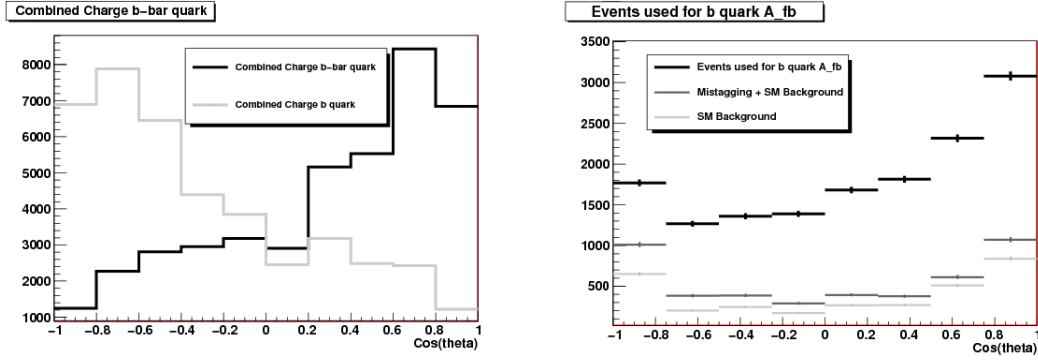 Combined Charge b-bar quark
8000
7000
6000
5000
4000
3000
2000
1000
Combined Charge b-bar quark
Combined Charge b quark
-1 -0.8 -0.6 -0.4 -0.2 0 0.2 0.4 0.6 0.8 1
Cos(theta)
Events used for b quark A_fb
3500
3000
2500
2000
1500
1000
500
Events used for b quark A_fb
Mistagging + SM Background
SM Background
-1 -0.8 -0.6 -0.4 -0.2 0 0.2 0.4 0.6 0.8 1
Cos(theta)